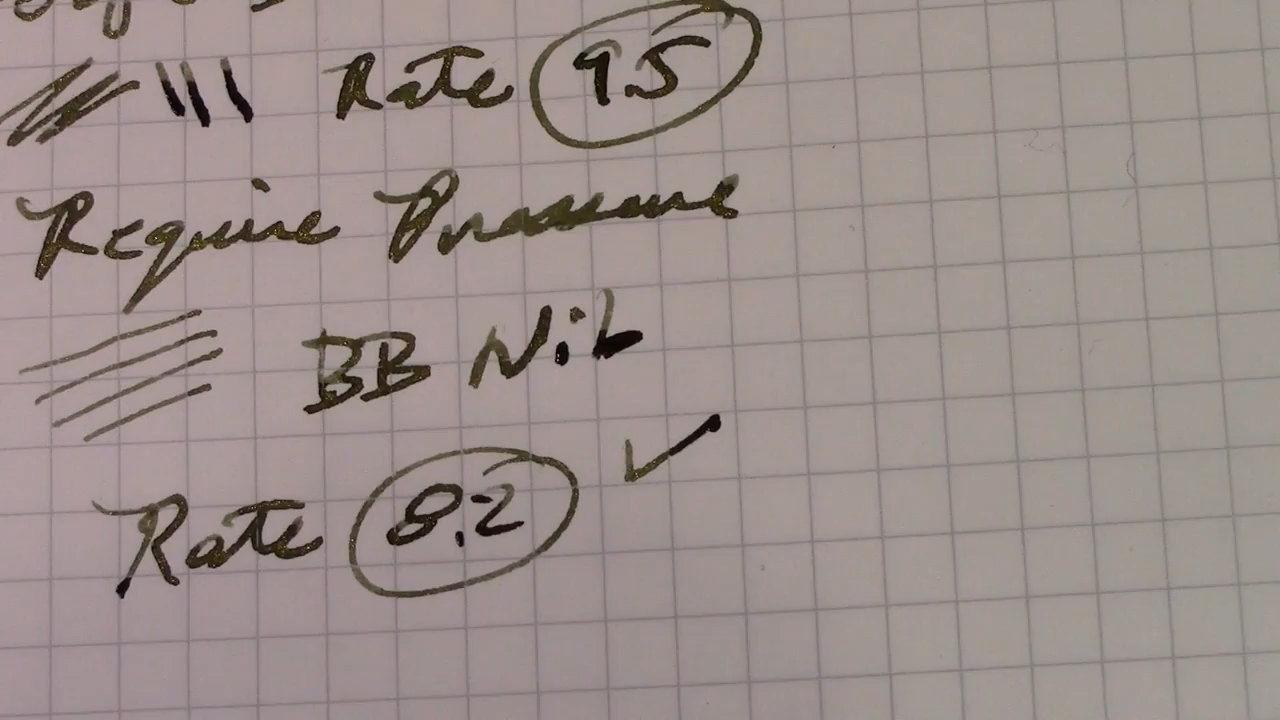 Rate 9.5
Require Pressure
BB Nib
Rate 8.2